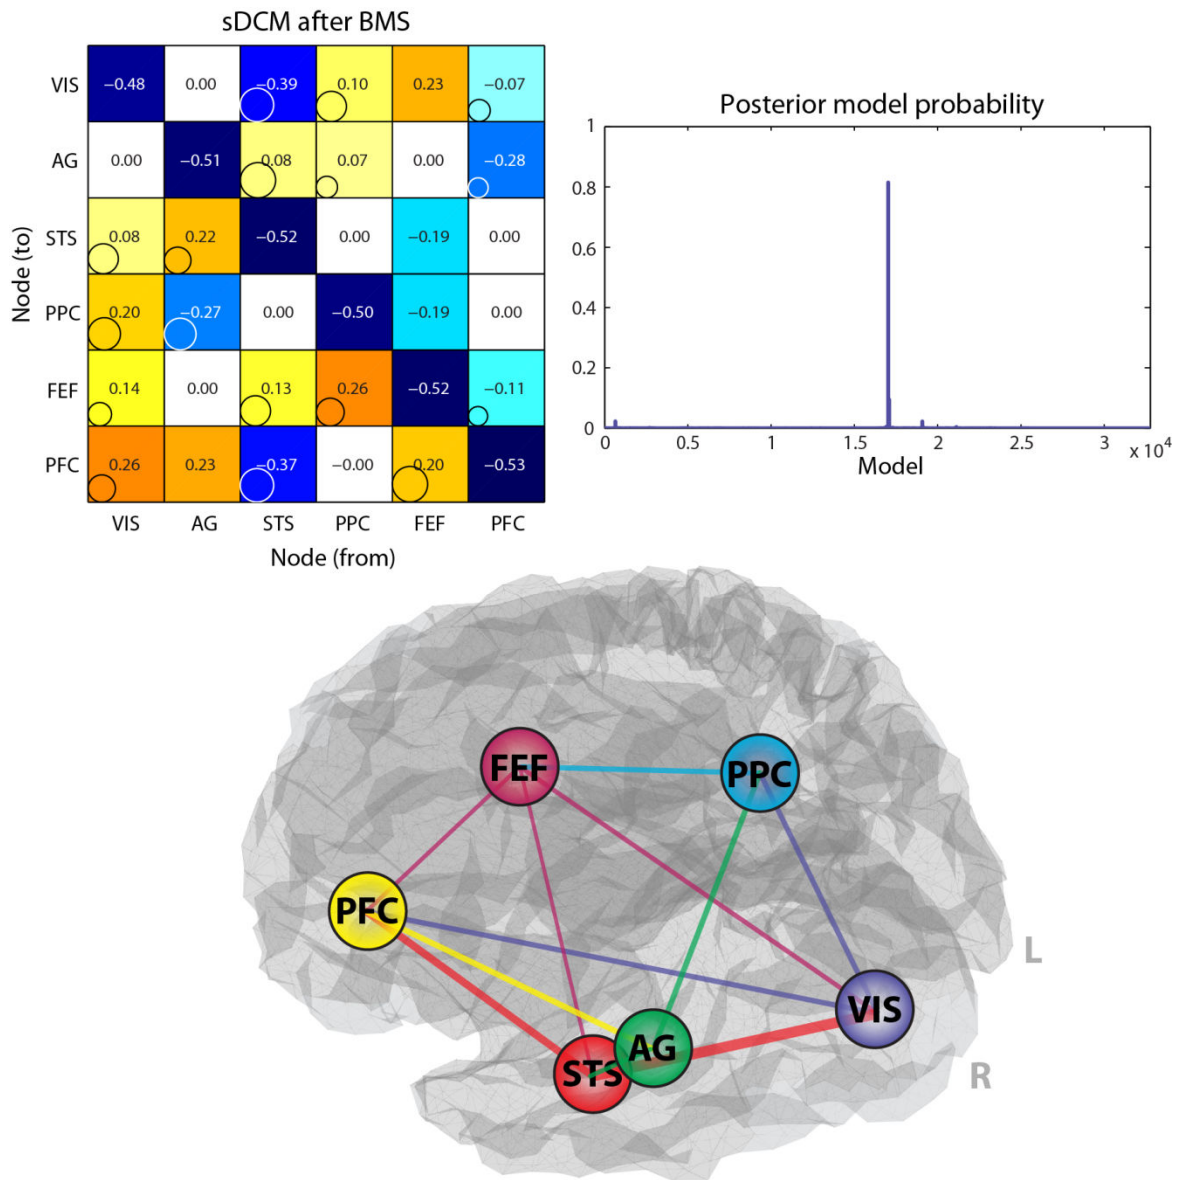 sDCM after BMS
Node (to)
VIS −0.48 0.00 −0.39 0.10 0.23 −0.07
AG 0.00 −0.51 0.08 0.07 0.00 −0.28
STS 0.08 0.22 −0.52 0.00 −0.19 0.00
PPC 0.20 −0.27 0.00 −0.50 −0.19 0.00
FEF 0.14 0.00 0.13 0.26 −0.52 −0.11
PFC 0.26 0.23 −0.37 −0.00 0.20 −0.53
VIS AG STS PPC FEF PFC
Node (from)
Posterior model probability
1
0.8
0.6
0.4
0.2
0
0 0.5 1 1.5 2 2.5 3 x 10⁴
Model
FEF
PPC
PFC
L
VIS
AG
STS
R